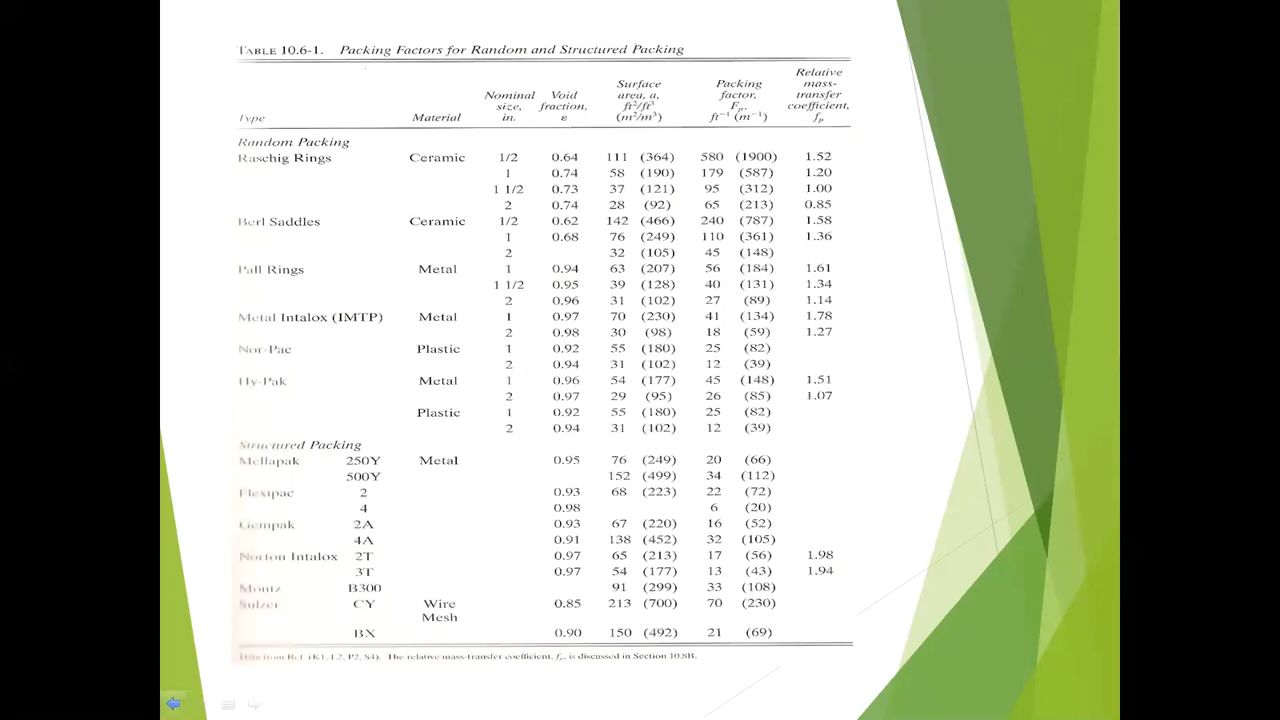 TABLE 10.6-1. Packing Factors for Random and Structured Packing
Type Material Nominal size, in. Void fraction, ε Surface area, a, ft²/ft³ (m²/m³) Packing factor, Fp, ft⁻¹ (m⁻¹) Relative mass-transfer coefficient, fp
Random Packing
Raschig Rings Ceramic 1/2 0.64 111 (364) 580 (1900) 1.52
1 0.74 58 (190) 179 (587) 1.20
1 1/2 0.73 37 (121) 95 (312) 1.00
2 0.74 28 (92) 65 (213) 0.85
Berl Saddles Ceramic 1/2 0.62 142 (466) 240 (787) 1.58
1 0.68 76 (249) 110 (361) 1.36
2 32 (105) 45 (148)
Pall Rings Metal 1 0.94 63 (207) 56 (184) 1.61
1 1/2 0.95 39 (128) 40 (131) 1.34
2 0.96 31 (102) 27 (89) 1.14
Metal Intalox (IMTP) Metal 1 0.97 70 (230) 41 (134) 1.78
2 0.98 30 (98) 18 (59) 1.27
Nor-Pac Plastic 1 0.92 55 (180) 25 (82)
2 0.94 31 (102) 12 (39)
Hy-Pak Metal 1 0.96 54 (177) 45 (148) 1.51
2 0.97 29 (95) 26 (85) 1.07
Plastic 1 0.92 55 (180) 25 (82)
2 0.94 31 (102) 12 (39)
Structured Packing
Mellapak 250Y Metal 0.95 76 (249) 20 (66)
500Y 152 (499) 34 (112)
Flexipac 2 0.93 68 (223) 22 (72)
4 0.98 6 (20)
Gempak 2A 0.93 67 (220) 16 (52)
4A 0.91 138 (452) 32 (105)
Norton Intalox 2T 0.97 65 (213) 17 (56) 1.98
3T 0.97 54 (177) 13 (43) 1.94
Montz B300 91 (299) 33 (108)
Sulzer CY Wire Mesh 0.85 213 (700) 70 (230)
BX 0.90 150 (492) 21 (69)
Data from Ref. (K1, L2, P2, S4). The relative mass-transfer coefficient, fp, is discussed in Section 10.8B.